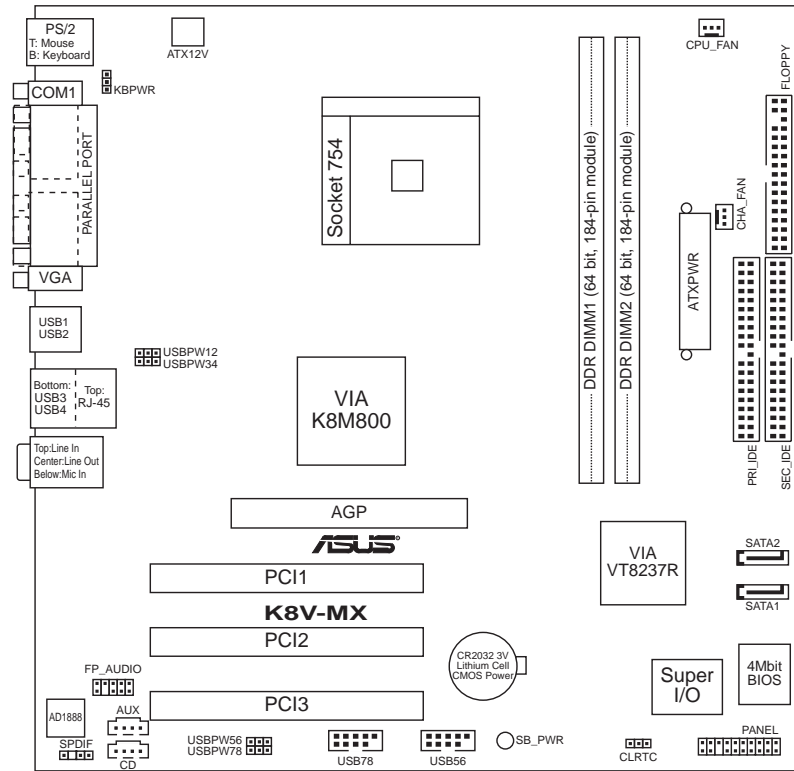 PS/2
T: Mouse
B: Keyboard
ATX12V
CPU_FAN
FLOPPY
COM1
KBPWR
PARALLEL PORT
Socket 754
DDR DIMM1 (64 bit, 184-pin module)
DDR DIMM2 (64 bit, 184-pin module)
CHA_FAN
ATXPWR
VGA
USB1
USB2
USBPW12
USBPW34
Bottom:
USB3
USB4
Top:
RJ-45
VIA
K8M800
Top:Line In
Center:Line Out
Below:Mic In
PRI_IDE
SEC_IDE
AGP
ASUS
VIA
VT8237R
SATA2
SATA1
PCI1
K8V-MX
PCI2
CR2032 3V
Lithium Cell
CMOS Power
Super
I/O
4Mbit
BIOS
FP_AUDIO
AD1888
AUX
PCI3
SPDIF
CD
USBPW56
USBPW78
USB78
USB56
SB_PWR
CLRTC
PANEL